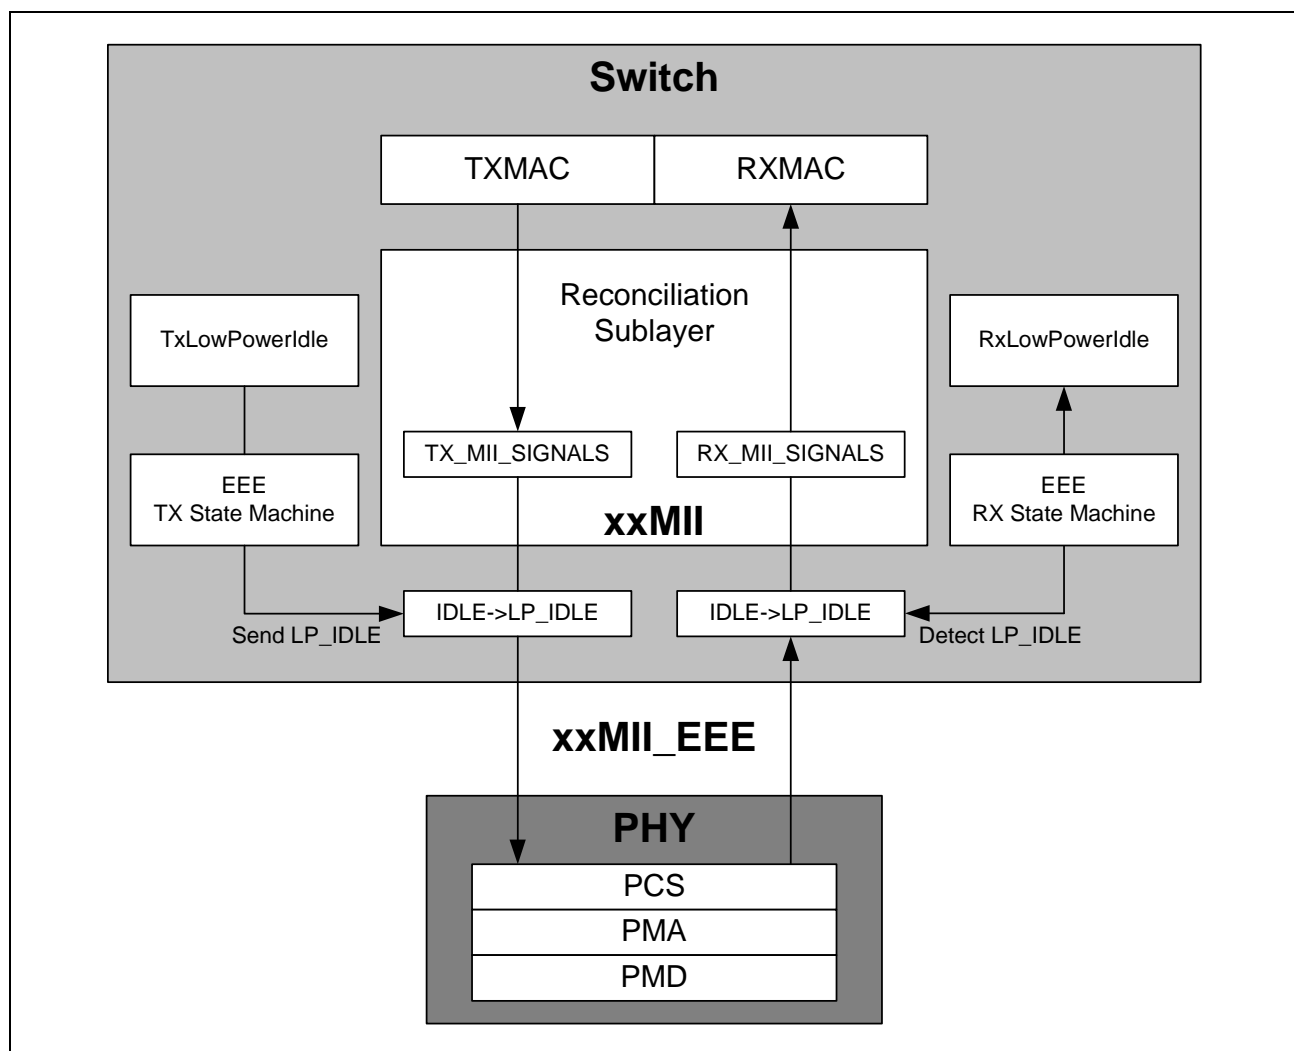 Switch
TXMAC
RXMAC
Reconciliation
Sublayer
TxLowPowerIdle
RxLowPowerIdle
TX_MII_SIGNALS
RX_MII_SIGNALS
EEE
TX State Machine
EEE
RX State Machine
xxMII
IDLE->LP_IDLE
IDLE->LP_IDLE
Send LP_IDLE
Detect LP_IDLE
xxMII_EEE
PHY
PCS
PMA
PMD